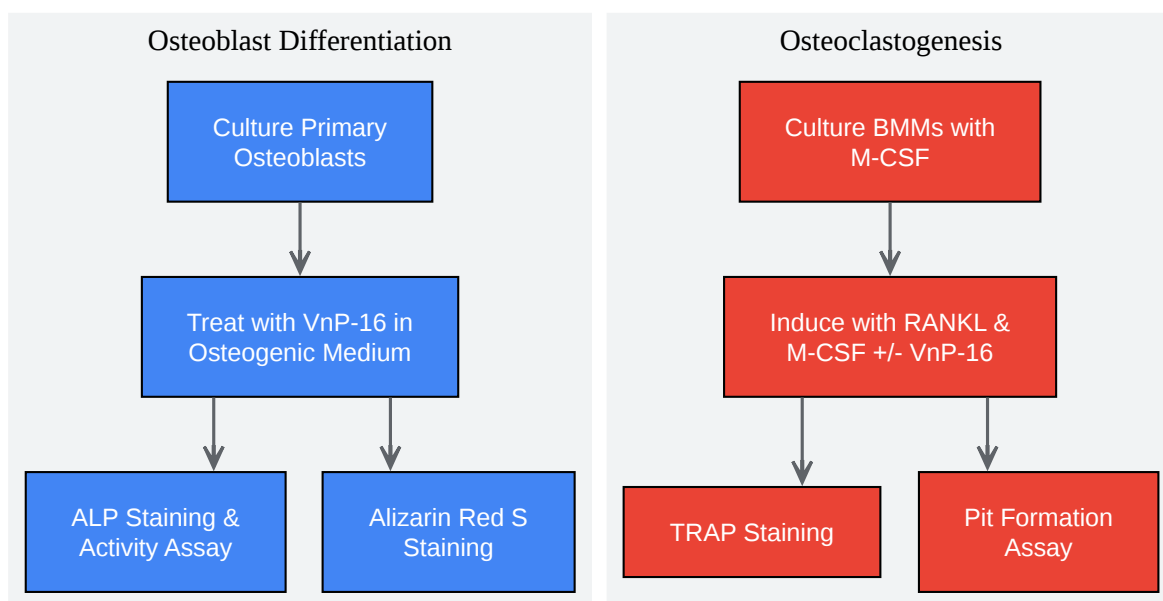 Osteoblast Differentiation
Culture Primary
Osteoblasts
Treat with VnP-16 in
Osteogenic Medium
ALP Staining &
Activity Assay
Alizarin Red S
Staining
Osteoclastogenesis
Culture BMMs with
M-CSF
Induce with RANKL &
M-CSF +/- VnP-16
TRAP Staining
Pit Formation
Assay